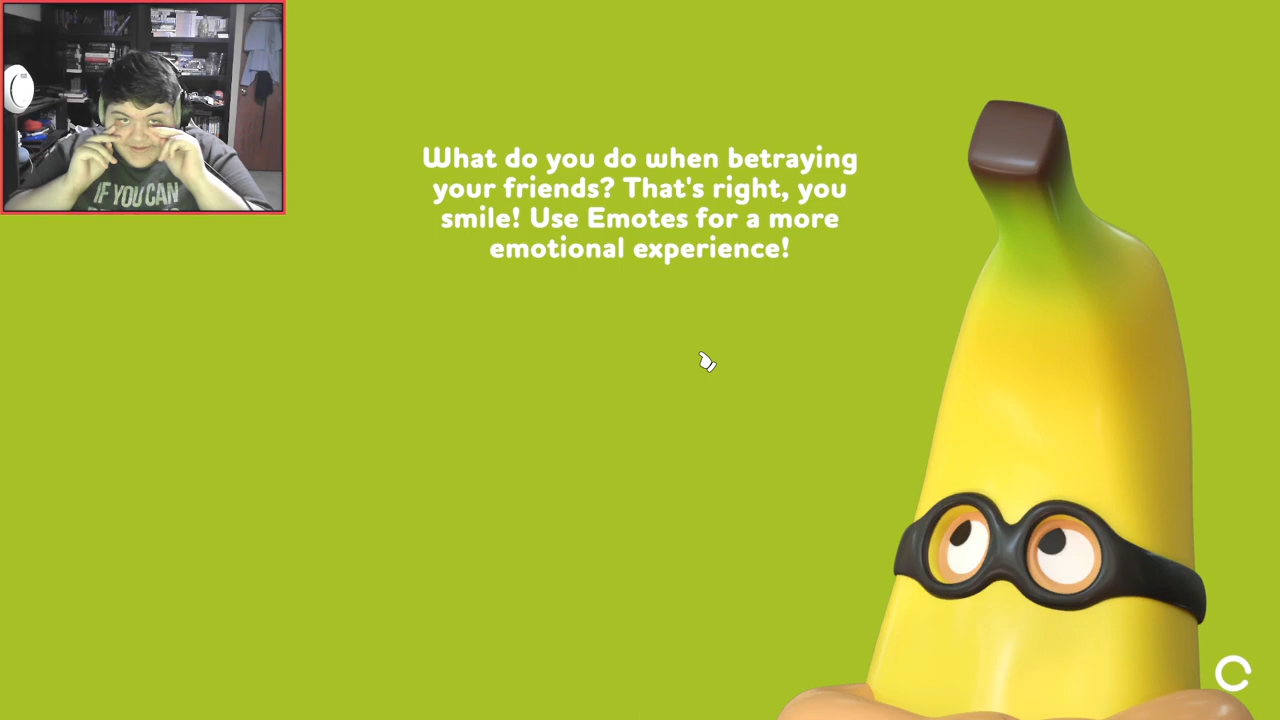 What do you do when betraying
your friends? That's right, you
smile! Use Emotes for a more
emotional experience!
IF YOU CAN